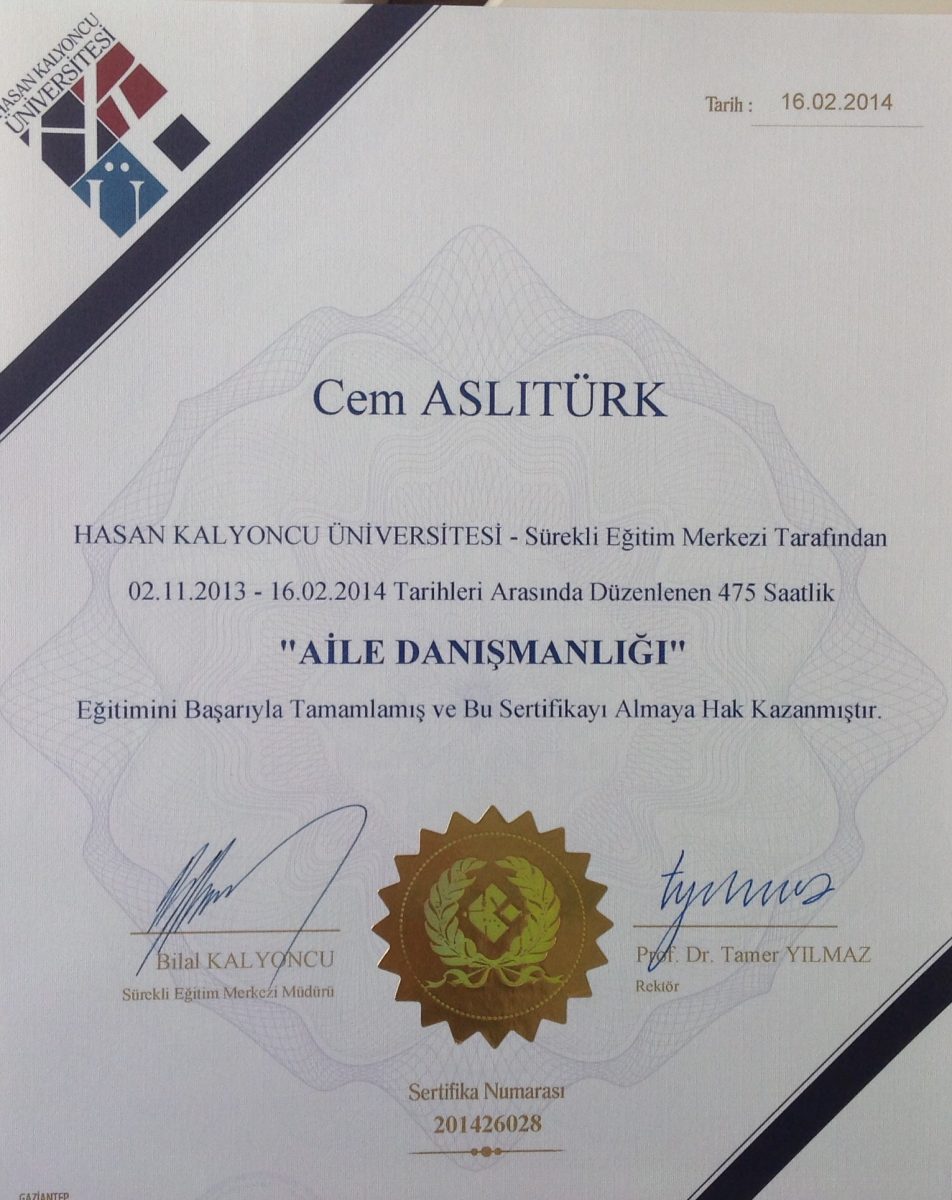 HASAN KALYONCU
ÜNİVERSİTESİ
Tarih : 16.02.2014
Cem ASLITÜRK
HASAN KALYONCU ÜNİVERSİTESİ - Sürekli Eğitim Merkezi Tarafından
02.11.2013 - 16.02.2014 Tarihleri Arasında Düzenlenen 475 Saatlik
"AİLE DANIŞMANLIĞI"
Eğitimini Başarıyla Tamamlamış ve Bu Sertifikayı Almaya Hak Kazanmıştır.
Bilal KALYONCU
Sürekli Eğitim Merkezi Müdürü
Prof. Dr. Tamer YILMAZ
Rektör
Sertifika Numarası
201426028
GAZİANTEP